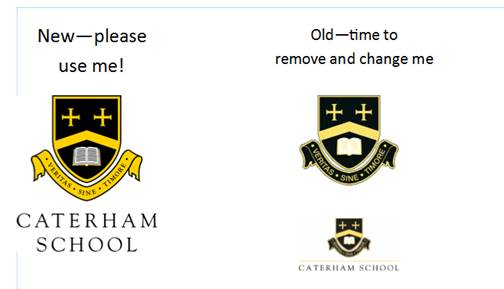 New—please
use me!
VERITAS • SINE • TIMORE
CATERHAM
SCHOOL
Old—time to
remove and change me
VERITAS • SINE • TIMORE
CATERHAM SCHOOL